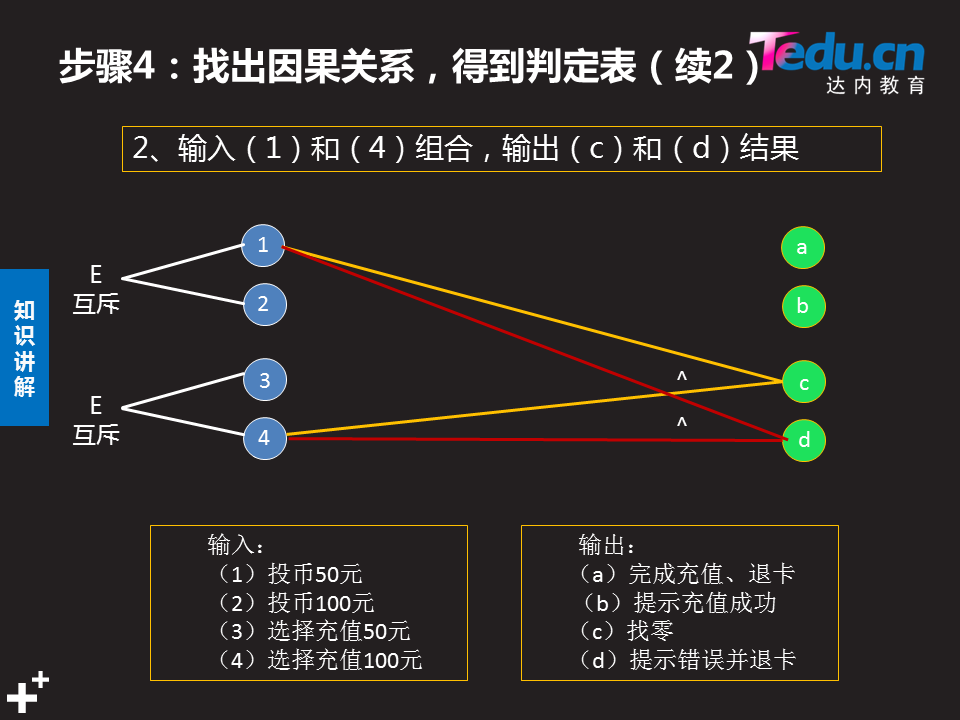 步骤4：找出因果关系，得到判定表（续2）
Tedu.cn
达内教育
2、输入（1）和（4）组合，输出（c）和（d）结果
知识讲解
E
互斥
E
互斥
1
2
3
4
a
b
c
d
^
^
输入：
（1）投币50元
（2）投币100元
（3）选择充值50元
（4）选择充值100元
输出：
（a）完成充值、退卡
（b）提示充值成功
（c）找零
（d）提示错误并退卡